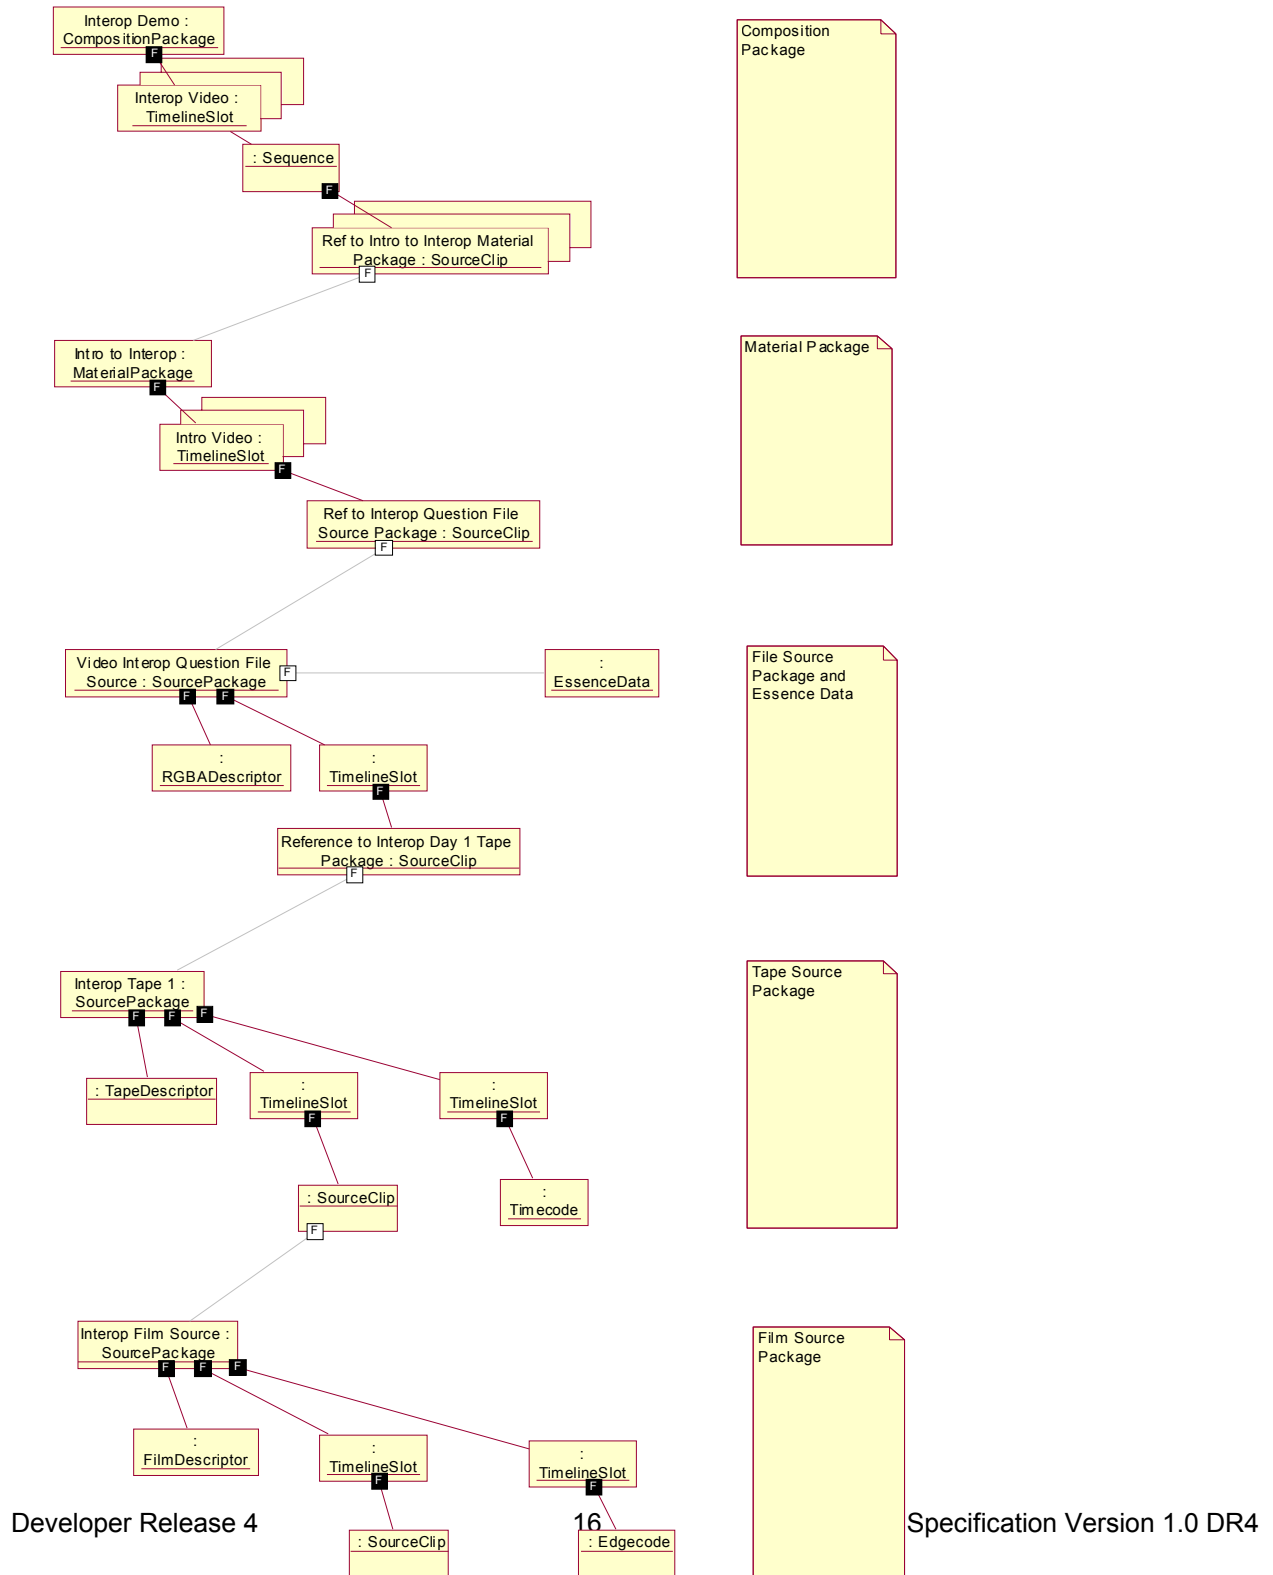 Interop Demo :
CompositionPackage
F
Composition
Package
Interop Video :
TimelineSlot
: Sequence
F
Ref to Intro to Interop Material
Package : SourceClip
F
Intro to Interop :
MaterialPackage
F
Material Package
Intro Video :
TimelineSlot
F
Ref to Interop Question File
Source Package : SourceClip
F
Video Interop Question File
Source : SourcePackage
F
F
F
:
EssenceData
File Source
Package and
Essence Data
:
RGBADescriptor
:
TimelineSlot
F
Reference to Interop Day 1 Tape
Package : SourceClip
F
Interop Tape 1 :
SourcePackage
F
F
F
Tape Source
Package
: TapeDescriptor
:
TimelineSlot
F
:
TimelineSlot
F
: SourceClip
F
:
Timecode
Interop Film Source :
SourcePackage
F
F
F
Film Source
Package
:
FilmDescriptor
:
TimelineSlot
F
:
TimelineSlot
F
: SourceClip
: Edgecode
Developer Release 4
16
Specification Version 1.0 DR4